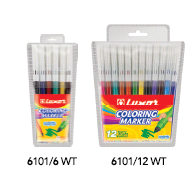 Luxor
COLORING
MARKER
6101/6 WT
Luxor
COLORING
MARKER
12
6101/12 WT